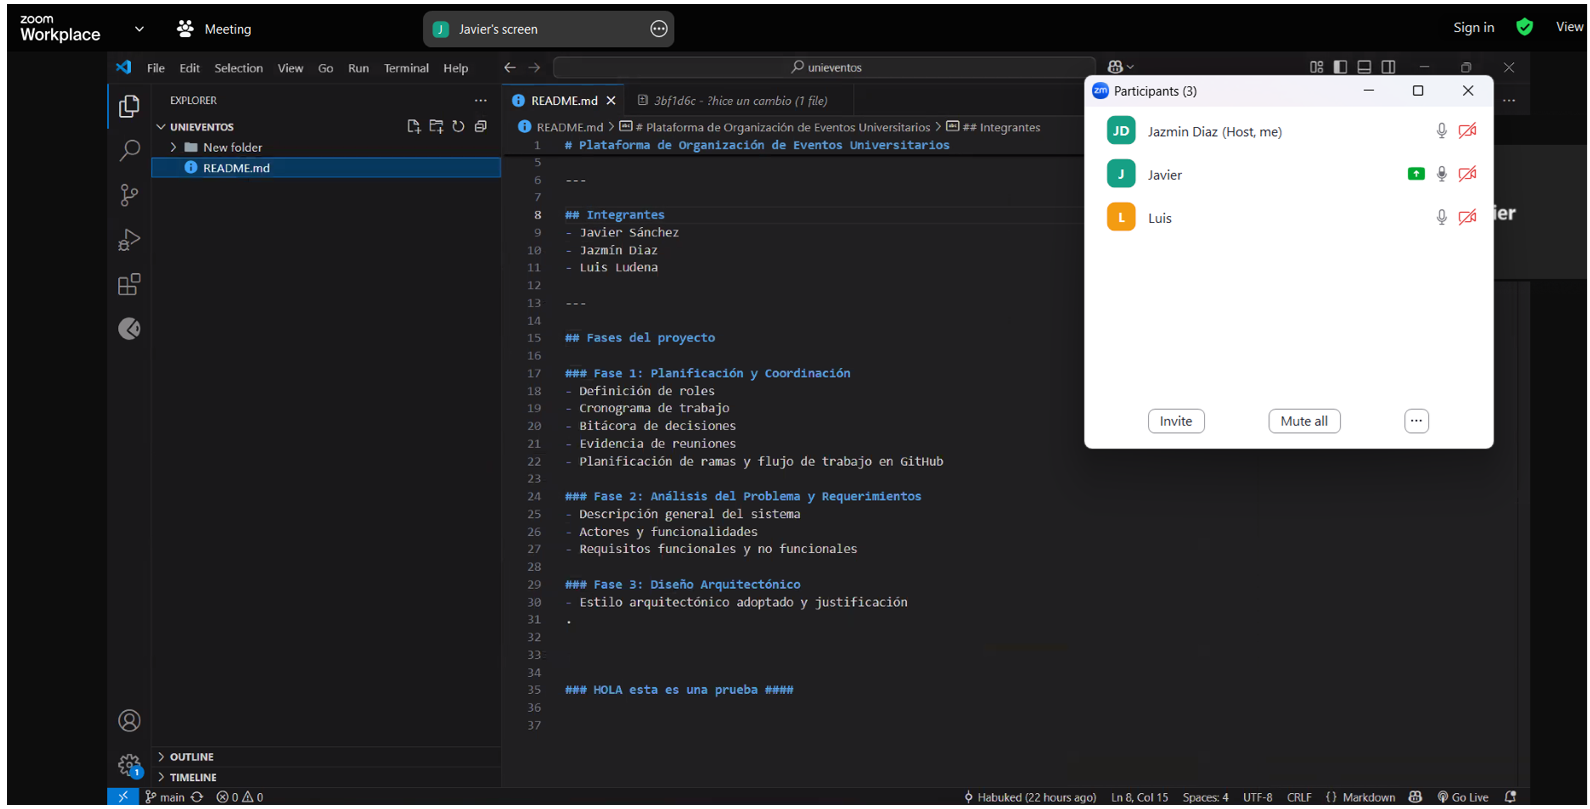 zoom
Workplace
Meeting
J Javier's screen
Sign in
View
File Edit Selection View Go Run Terminal Help
unieventos
EXPLORER
UNIEVENTOS
New folder
README.md
README.md
3bf1d6c - ?hice un cambio (1 file)
README.md > # Plataforma de Organización de Eventos Universitarios > ## Integrantes
1 # Plataforma de Organización de Eventos Universitarios
5
6 ---
7
8 ## Integrantes
9 - Javier Sánchez
10 - Jazmín Diaz
11 - Luis Ludena
12
13 ---
14
15 ## Fases del proyecto
16
17 ### Fase 1: Planificación y Coordinación
18 - Definición de roles
19 - Cronograma de trabajo
20 - Bitácora de decisiones
21 - Evidencia de reuniones
22 - Planificación de ramas y flujo de trabajo en GitHub
23
24 ### Fase 2: Análisis del Problema y Requerimientos
25 - Descripción general del sistema
26 - Actores y funcionalidades
27 - Requisitos funcionales y no funcionales
28
29 ### Fase 3: Diseño Arquitectónico
30 - Estilo arquitectónico adoptado y justificación
31 .
32
33
34
35 ### HOLA esta es una prueba ####
36
37
zm Participants (3)
JD Jazmin Diaz (Host, me)
J Javier
L Luis
Invite
Mute all
ier
OUTLINE
TIMELINE
1
main
0 0
Habuked (22 hours ago) Ln 8, Col 15 Spaces: 4 UTF-8 CRLF {} Markdown Go Live